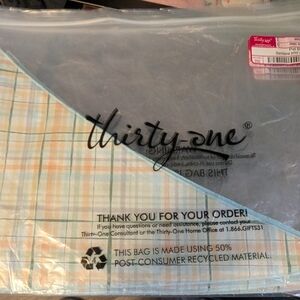 thirty-one®
THANK YOU FOR YOUR ORDER!
If you have questions or need assistance, please contact your
Thirty-One Consultant or the Thirty-One Home Office at 1.866.GIFTS31
THIS BAG IS MADE USING 50%
POST-CONSUMER RECYCLED MATERIAL.